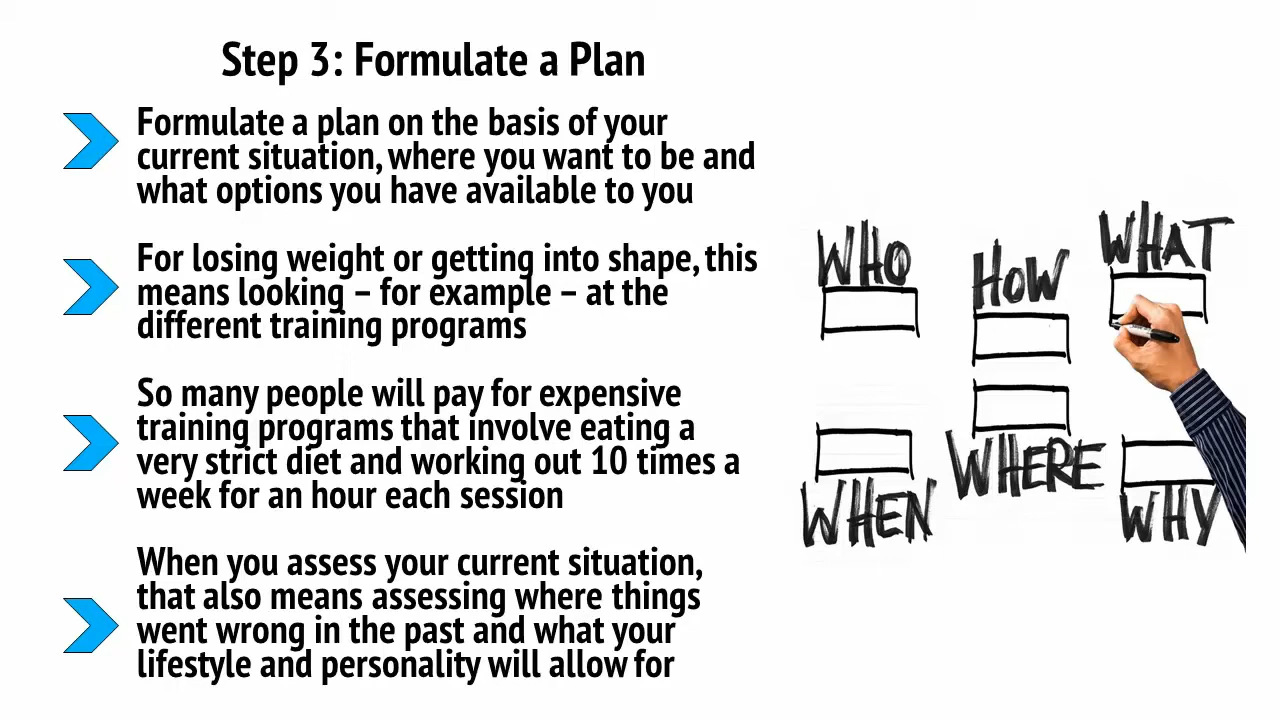 Step 3: Formulate a Plan
Formulate a plan on the basis of your
current situation, where you want to be and
what options you have available to you
For losing weight or getting into shape, this
means looking – for example – at the
different training programs
So many people will pay for expensive
training programs that involve eating a
very strict diet and working out 10 times a
week for an hour each session
When you assess your current situation,
that also means assessing where things
went wrong in the past and what your
lifestyle and personality will allow for
WHO
HOW
WHAT
WHEN
WHERE
WHY